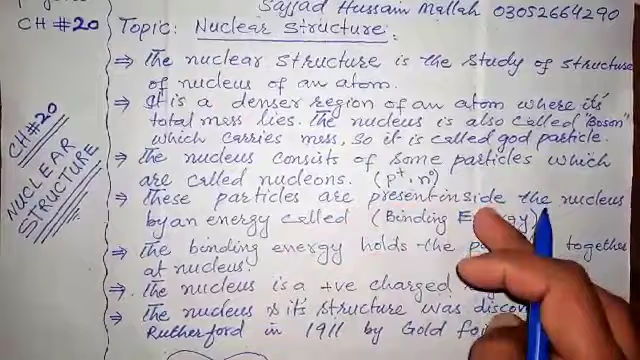 Sajjad Hussain Mallah 03052664290
CH #20
Topic: Nuclear Structure:
⇒ The nuclear structure is the study of structure
of nucleus of an atom.
⇒ It is a denser region of an atom where its'
total mass lies. The nucleus is also called "Boson"
which carries mass, so it is called god particle.
⇒ The nucleus consists of some particles which
are called nucleons. (p⁺, n⁰)
⇒ These particles are present inside the nucleus
by an energy called (Binding Energy)
⇒ The binding energy holds the together
at nucleus.
⇒ The nucleus is a +ve charged
⇒ The nucleus & it's structure was
Rutherford in 1911 by Gold
CH #20
NUCLEAR
STRUCTURE